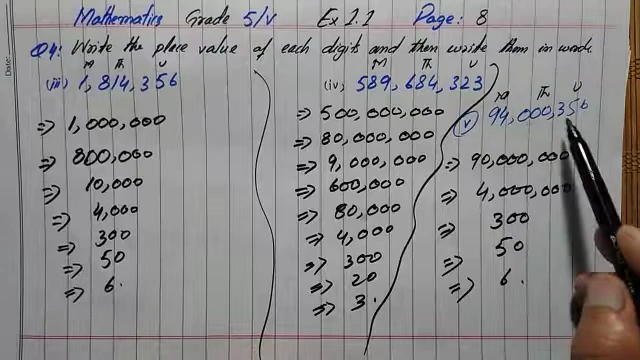 Date:
Mathematics Grade 5/V Ex 1.1 Page: 8
Q4: Write the place value of each digit and then write them in words.
M Th U
(iii) 1,814,356
=> 1,000,000
=> 800,000
=> 10,000
=> 4,000
=> 300
=> 50
=> 6.
M Th U
(iv) 589,684,323
=> 500,000,000
=> 80,000,000
=> 9,000,000
=> 600,000
=> 80,000
=> 4,000
=> 300
=> 20
=> 3.
M Th U
(v) 94,000,356
=> 90,000,000
=> 4,000,000
=> 300
=> 50
=> 6.